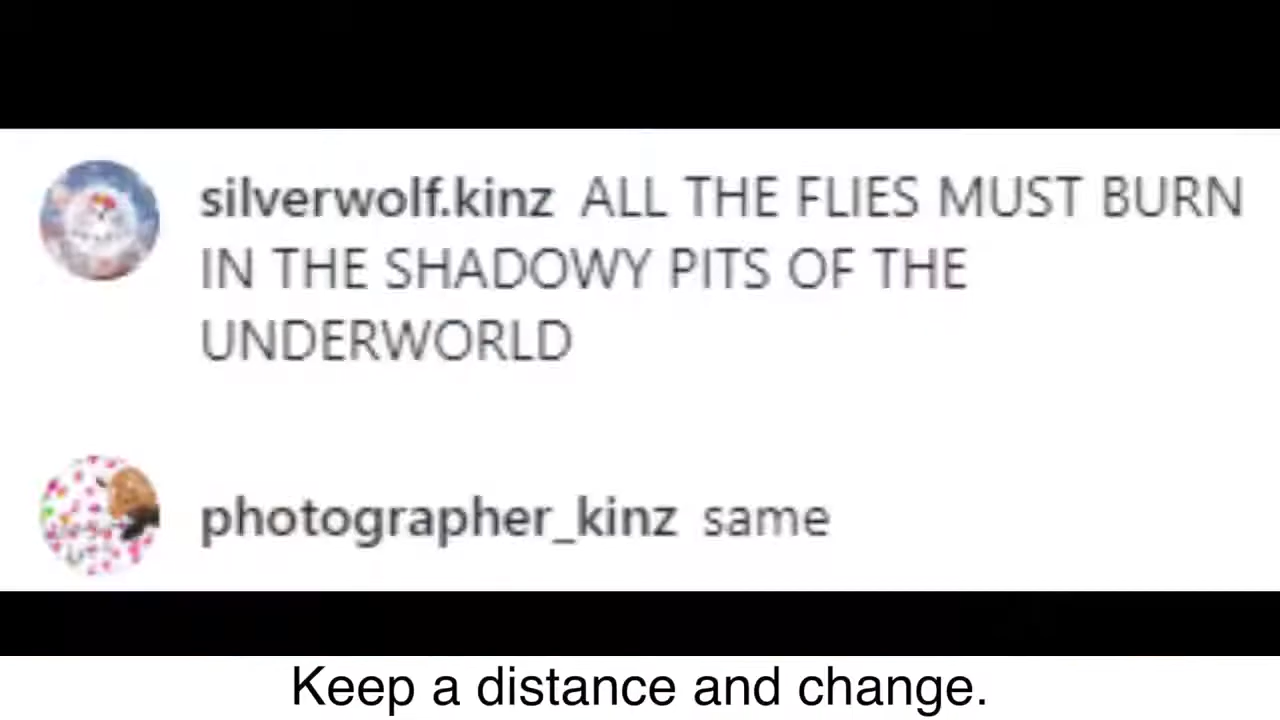 silverwolf.kinz ALL THE FLIES MUST BURN
IN THE SHADOWY PITS OF THE
UNDERWORLD
photographer_kinz same
Keep a distance and change.